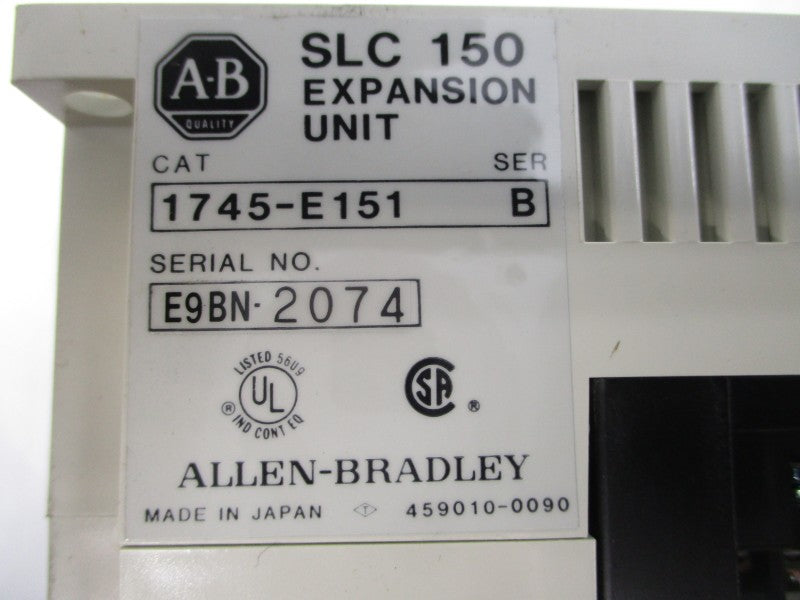 A·B
QUALITY
SLC 150
EXPANSION
UNIT
CAT SER
1745-E151 B
SERIAL NO.
E9BN-2074
LISTED 56U9
UL
® IND CONT EQ
SA ®
ALLEN-BRADLEY
MADE IN JAPAN T 459010-0090